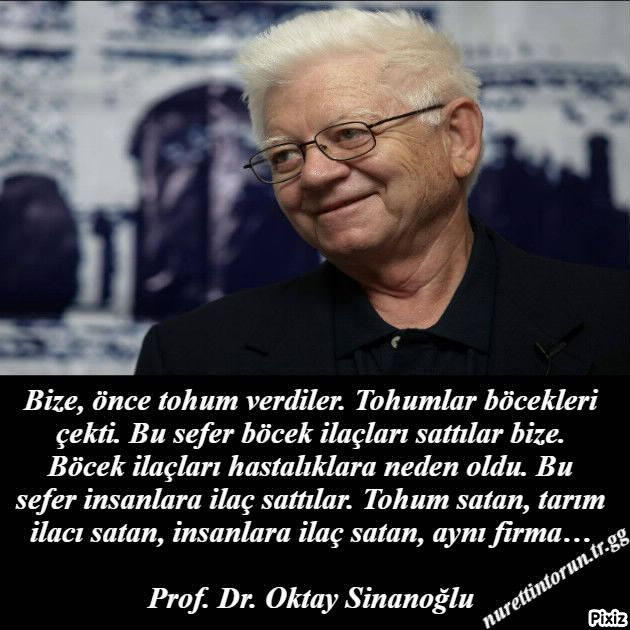 Bize, önce tohum verdiler. Tohumlar böcekleri
çekti. Bu sefer böcek ilaçları sattılar bize.
Böcek ilaçları hastalıklara neden oldu. Bu
sefer insanlara ilaç sattılar. Tohum satan, tarım
ilacı satan, insanlara ilaç satan, aynı firma…
Prof. Dr. Oktay Sinanoğlu
nurettintorun.tr.gg
Pixiz